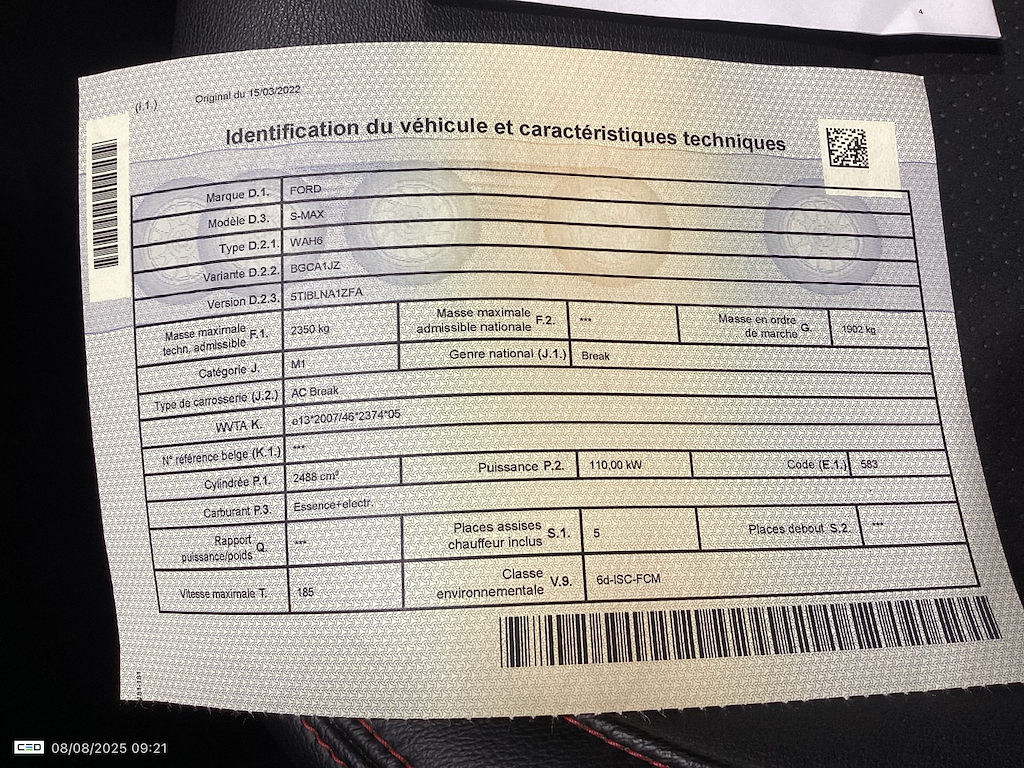 4
(I.1.) Original du 15/03/2022
Identification du véhicule et caractéristiques techniques
Marque D.1. FORD
Modèle D.3. S-MAX
Type D.2.1. WAH6
Variante D.2.2. BGCA1JZ
Version D.2.3. 5TIBLNA1ZFA
Masse maximale techn. admissible F.1. 2350 kg Masse maximale admissible nationale F.2. *** Masse en ordre de marche G. 1902 kg
Catégorie J. M1 Genre national (J.1.) Break
Type de carrosserie (J.2.) AC Break
WVTA K. e13*2007/46*2374*05
N° référence belge (K.1.) ***
Cylindrée P.1. 2488 cm³ Puissance P.2. 110,00 kW Code (E.1.) 583
Carburant P.3. Essence+electr.
Rapport puissance/poids Q. *** Places assises chauffeur inclus S.1. 5 Places debout S.2. ***
Vitesse maximale T. 185 Classe environnementale V.9. 6d-ISC-FCM
08/08/2025 09:21